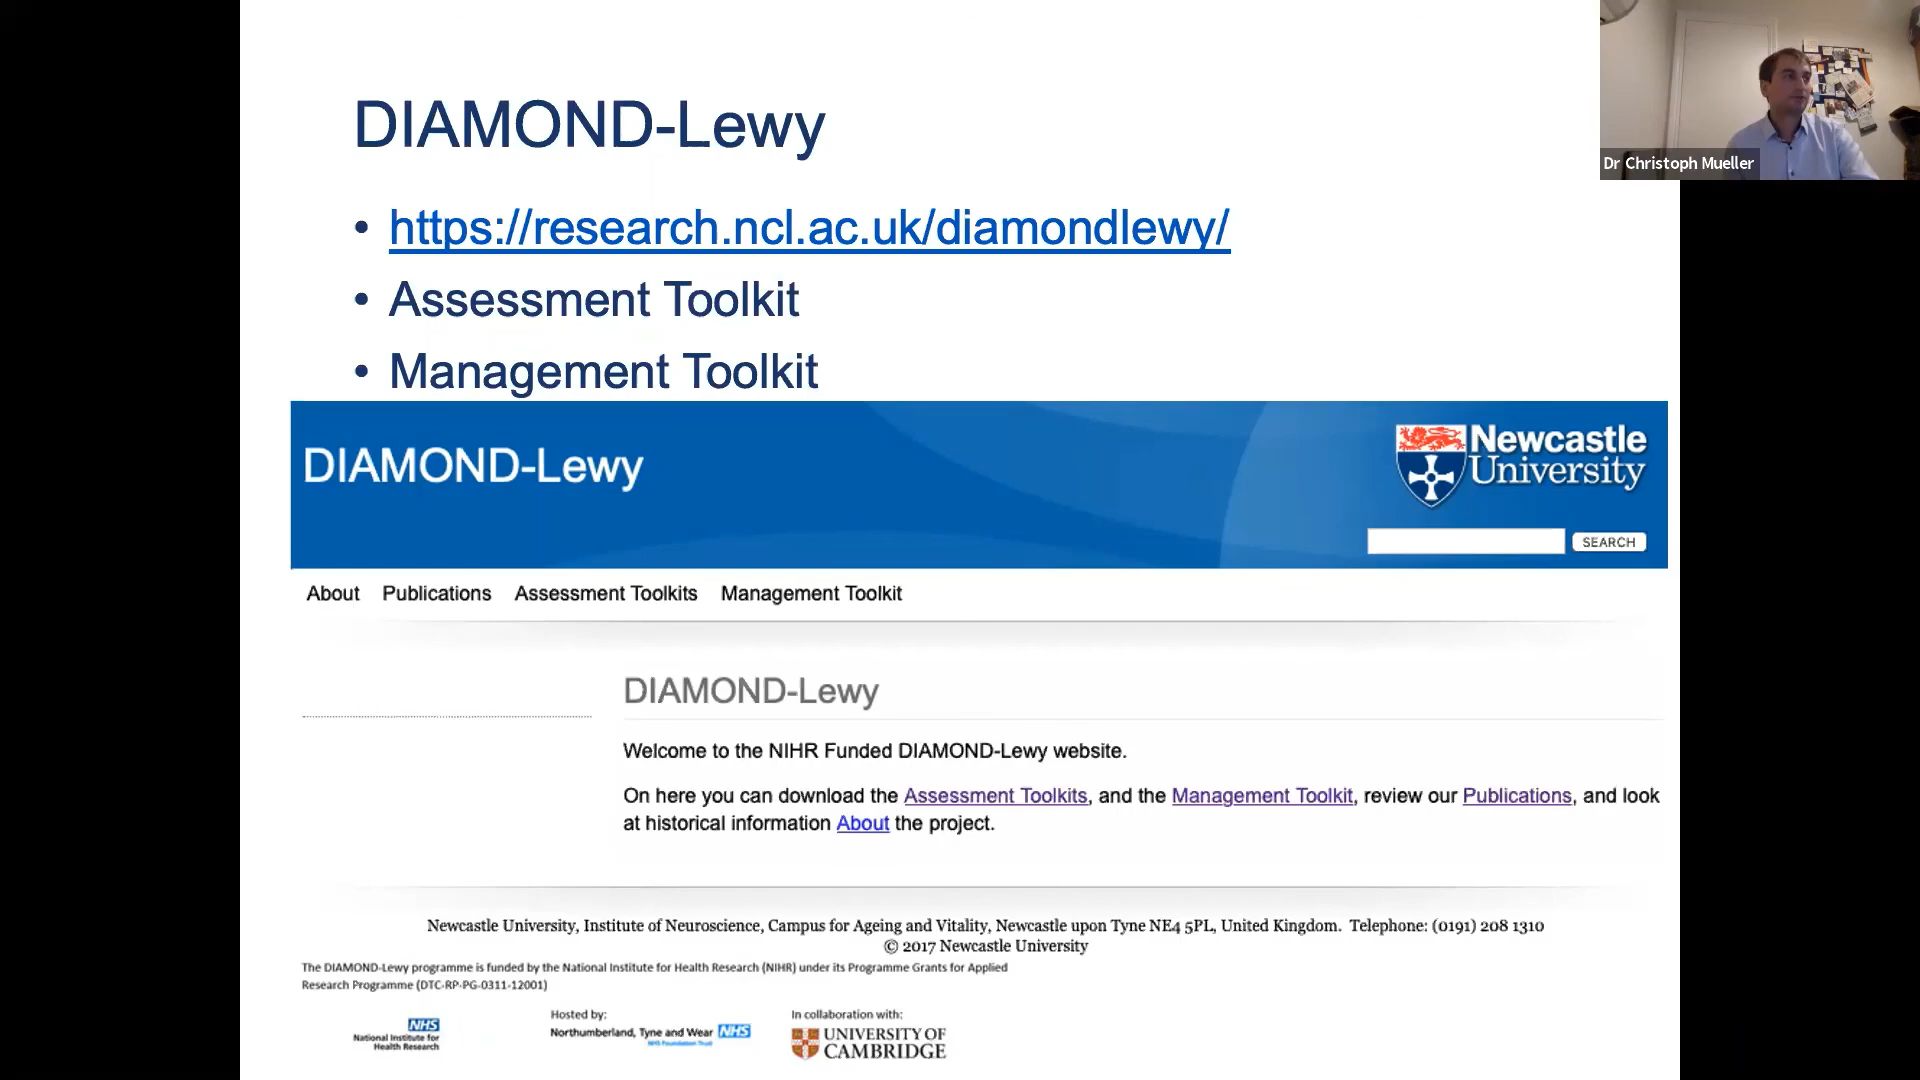 DIAMOND-Lewy
Dr Christoph Mueller
• https://research.ncl.ac.uk/diamondlewy/
• Assessment Toolkit
• Management Toolkit
DIAMOND-Lewy
Newcastle
University
SEARCH
About Publications Assessment Toolkits Management Toolkit
DIAMOND-Lewy
Welcome to the NIHR Funded DIAMOND-Lewy website.
On here you can download the Assessment Toolkits, and the Management Toolkit, review our Publications, and look
at historical information About the project.
Newcastle University, Institute of Neuroscience, Campus for Ageing and Vitality, Newcastle upon Tyne NE4 5PL, United Kingdom. Telephone: (0191) 208 1310
© 2017 Newcastle University
The DIAMOND-Lewy programme is funded by the National Institute for Health Research (NIHR) under its Programme Grants for Applied
Research Programme (DTC-RP-PG-0311-12001)
NHS
National Institute for
Health Research
Hosted by:
Northumberland, Tyne and Wear NHS
NHS Foundation Trust
In collaboration with:
UNIVERSITY OF
CAMBRIDGE